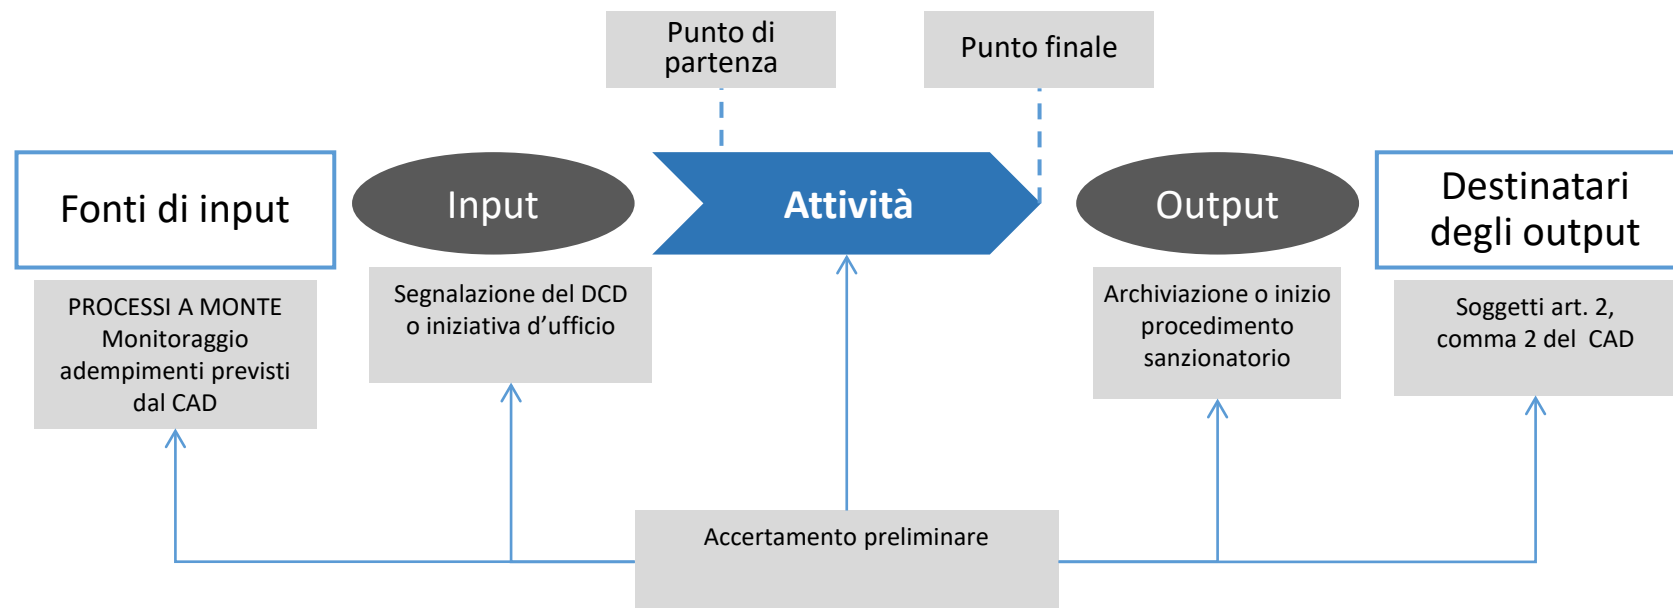 Punto di
partenza
Punto finale
Fonti di input
Input
Attività
Output
Destinatari
degli output
PROCESSI A MONTE
Monitoraggio
adempimenti previsti
dal CAD
Segnalazione del DCD
o iniziativa d’ufficio
Archiviazione o inizio
procedimento
sanzionatorio
Soggetti art. 2,
comma 2 del CAD
Accertamento preliminare